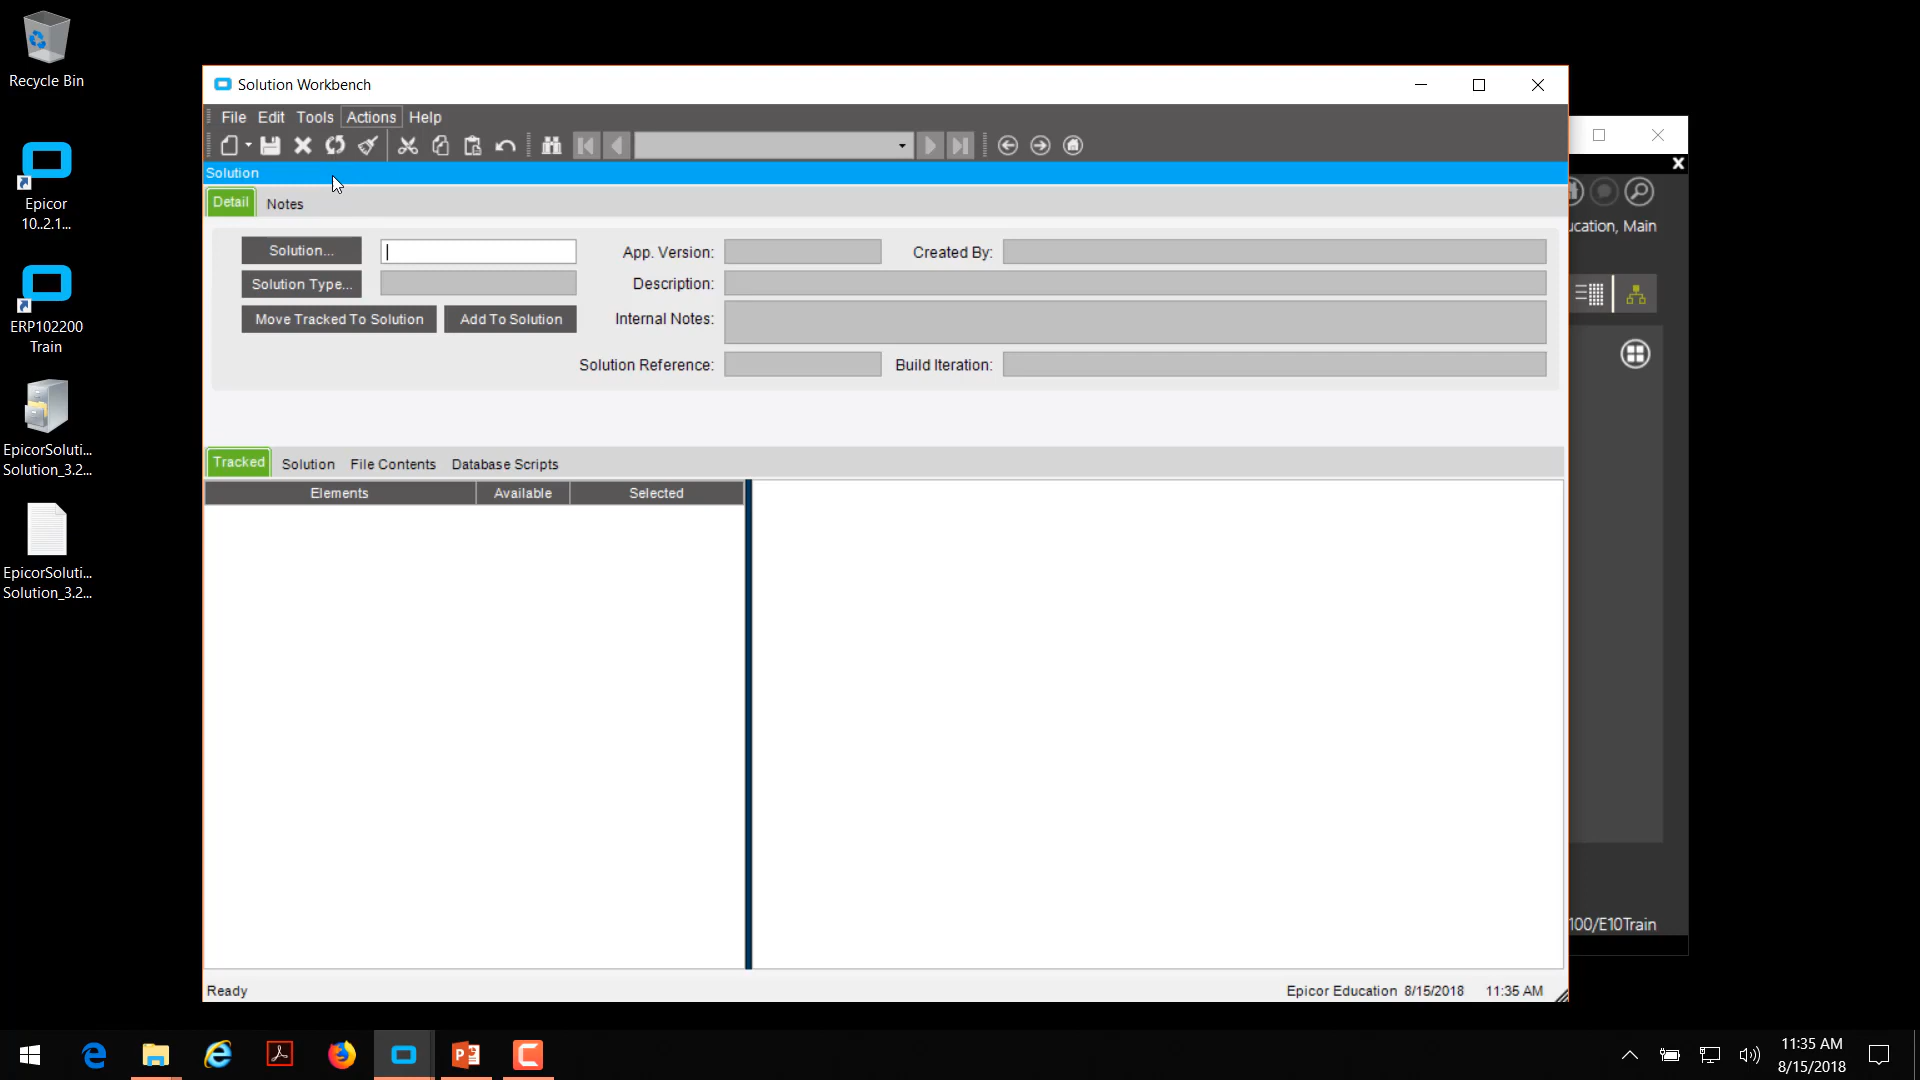 Recycle Bin
Epicor
10..2.1...
ERP102200
Train
EpicorSoluti...
Solution_3.2...
EpicorSoluti...
Solution_3.2...
Solution Workbench
File Edit Tools Actions Help
Solution
Detail Notes
Solution... App. Version: Created By:
Solution Type... Description:
Move Tracked To Solution Add To Solution Internal Notes:
Solution Reference: Build Iteration:
Tracked Solution File Contents Database Scripts
Elements Available Selected
Ready Epicor Education 8/15/2018 11:35 AM
ucation, Main
100/E10Train
11:35 AM
8/15/2018